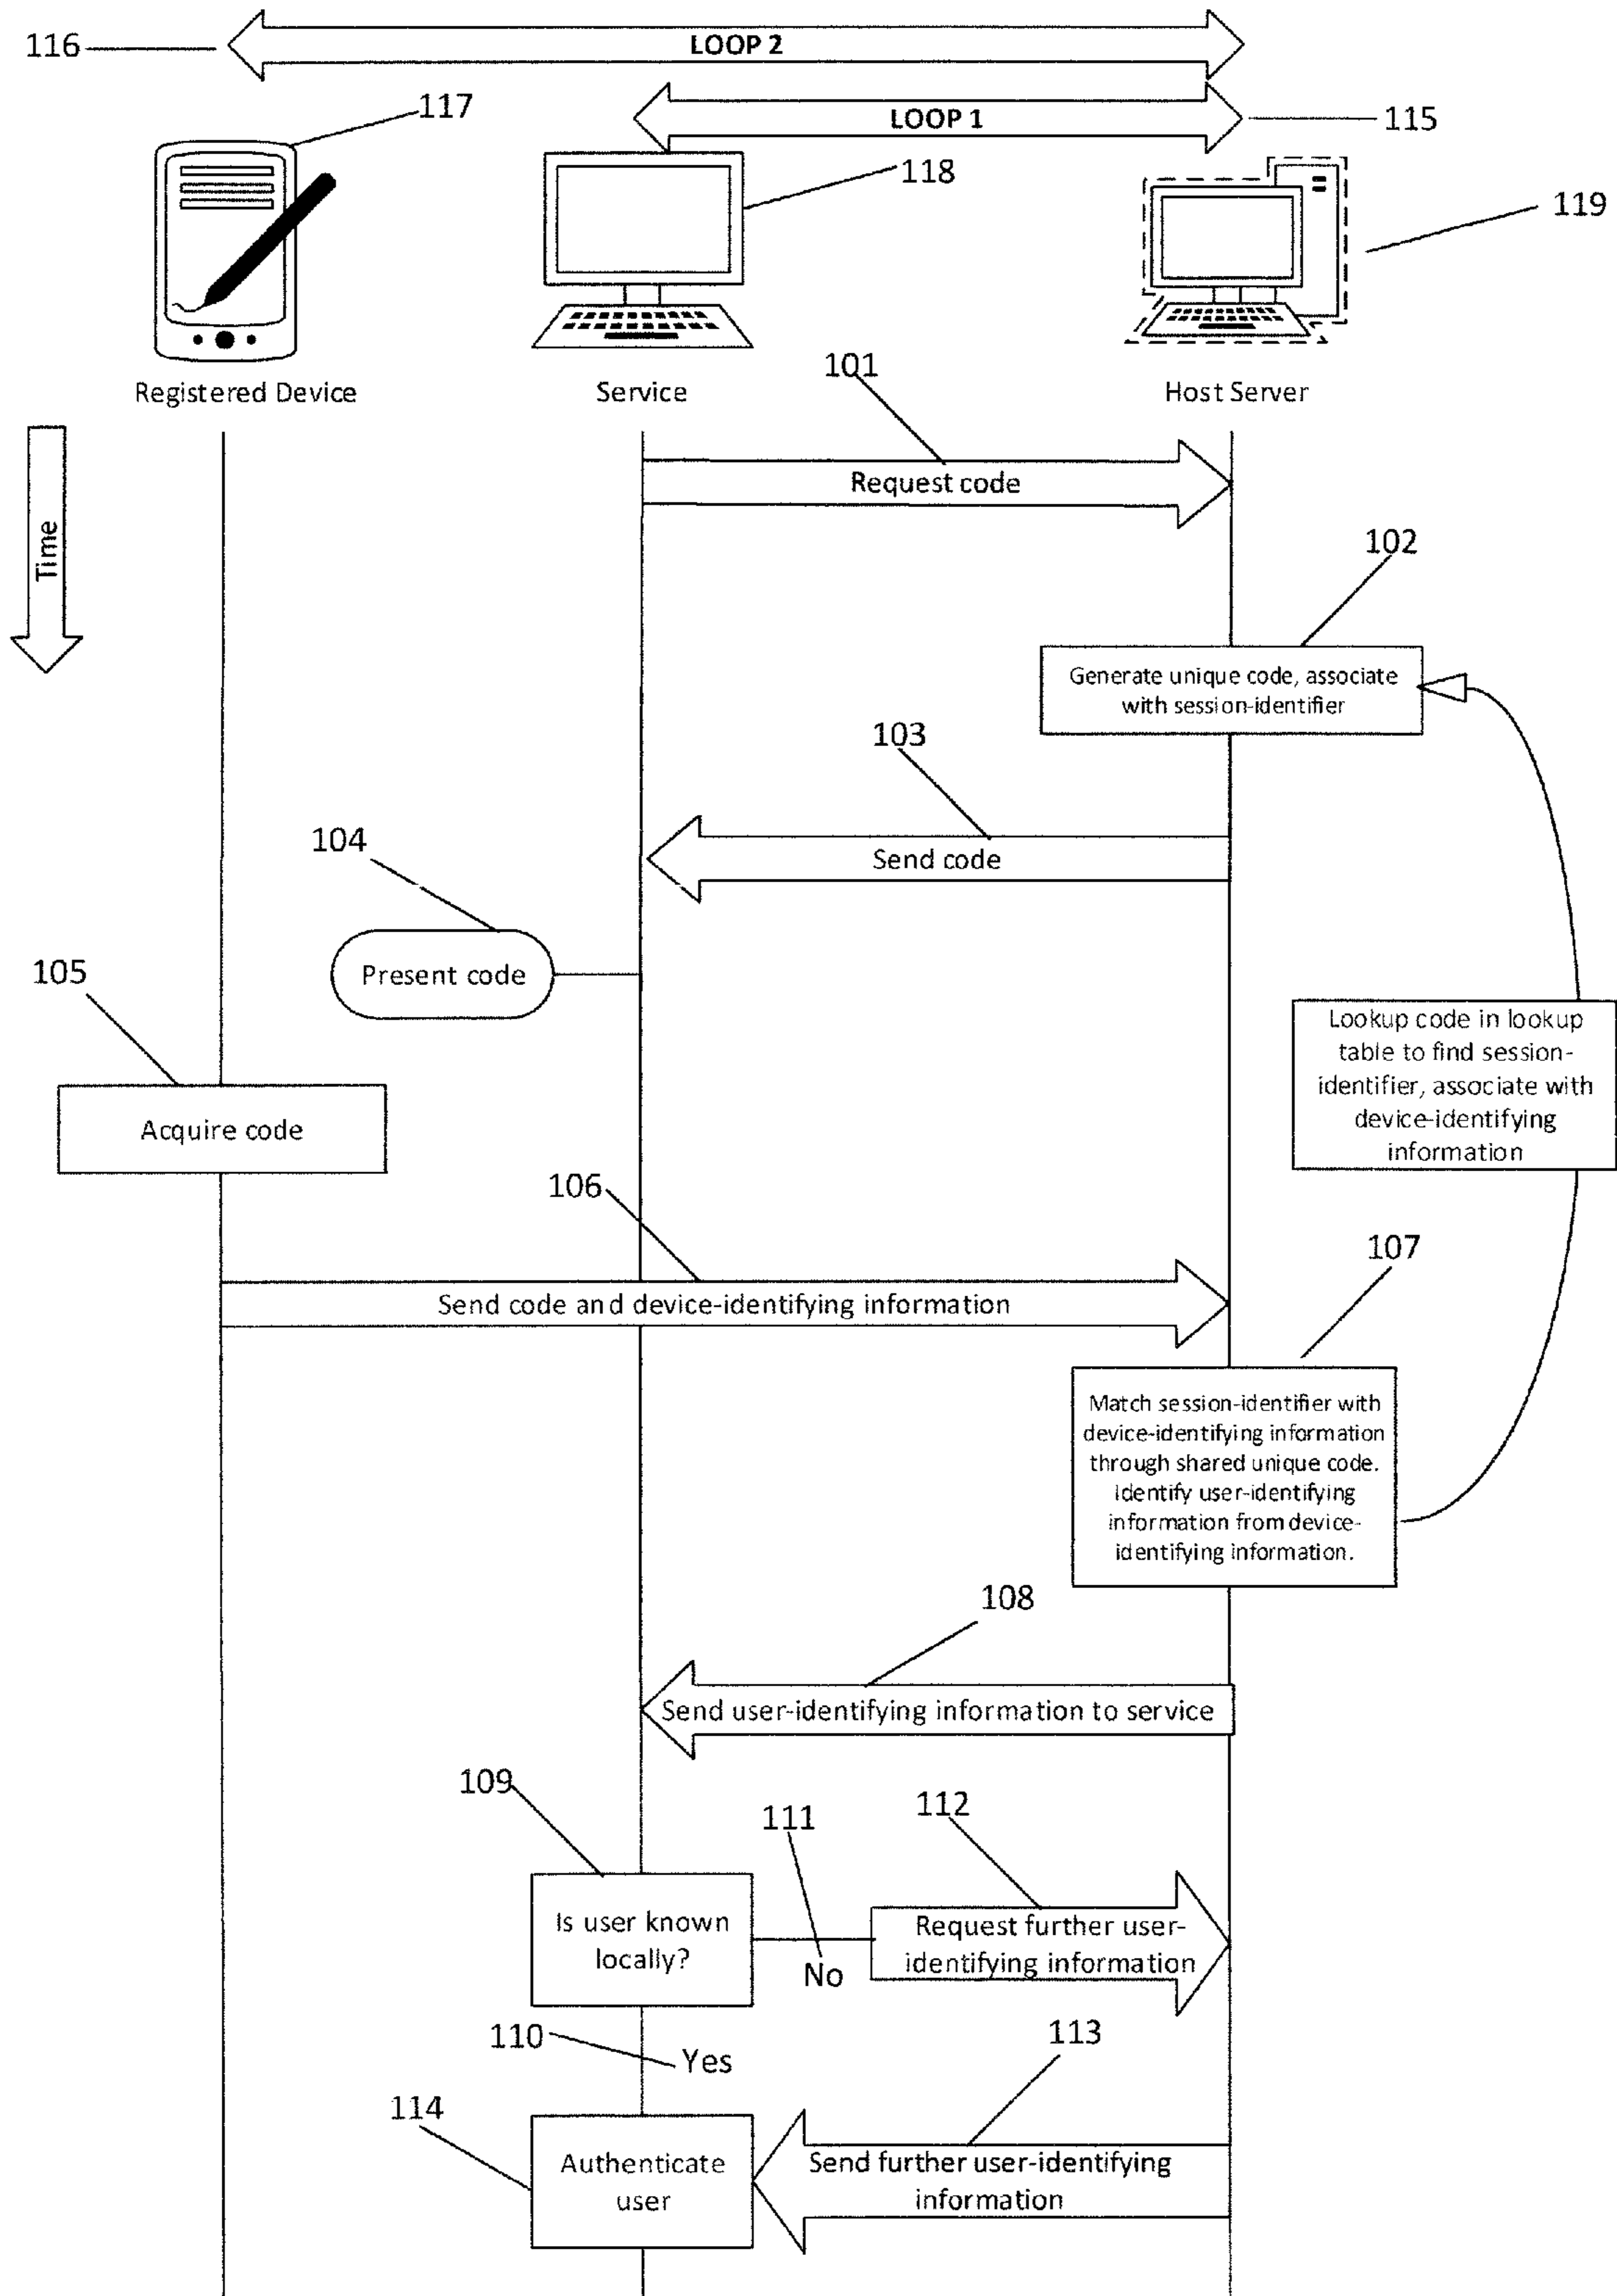 116
LOOP 2
117
LOOP 1
115
118
119
Registered Device
Service
Host Server
101
Request code
Time
102
Generate unique code, associate
with session-identifier
103
Send code
104
Present code
105
Acquire code
Lookup code in lookup
table to find session-
identifier, associate with
device-identifying
information
106
Send code and device-identifying information
107
Match session-identifier with
device-identifying information
through shared unique code.
Identify user-identifying
information from device-
identifying information.
108
Send user-identifying information to service
109
111
112
Is user known
locally?
No
Request further user-
identifying information
110
Yes
113
114
Authenticate
user
Send further user-identifying
information